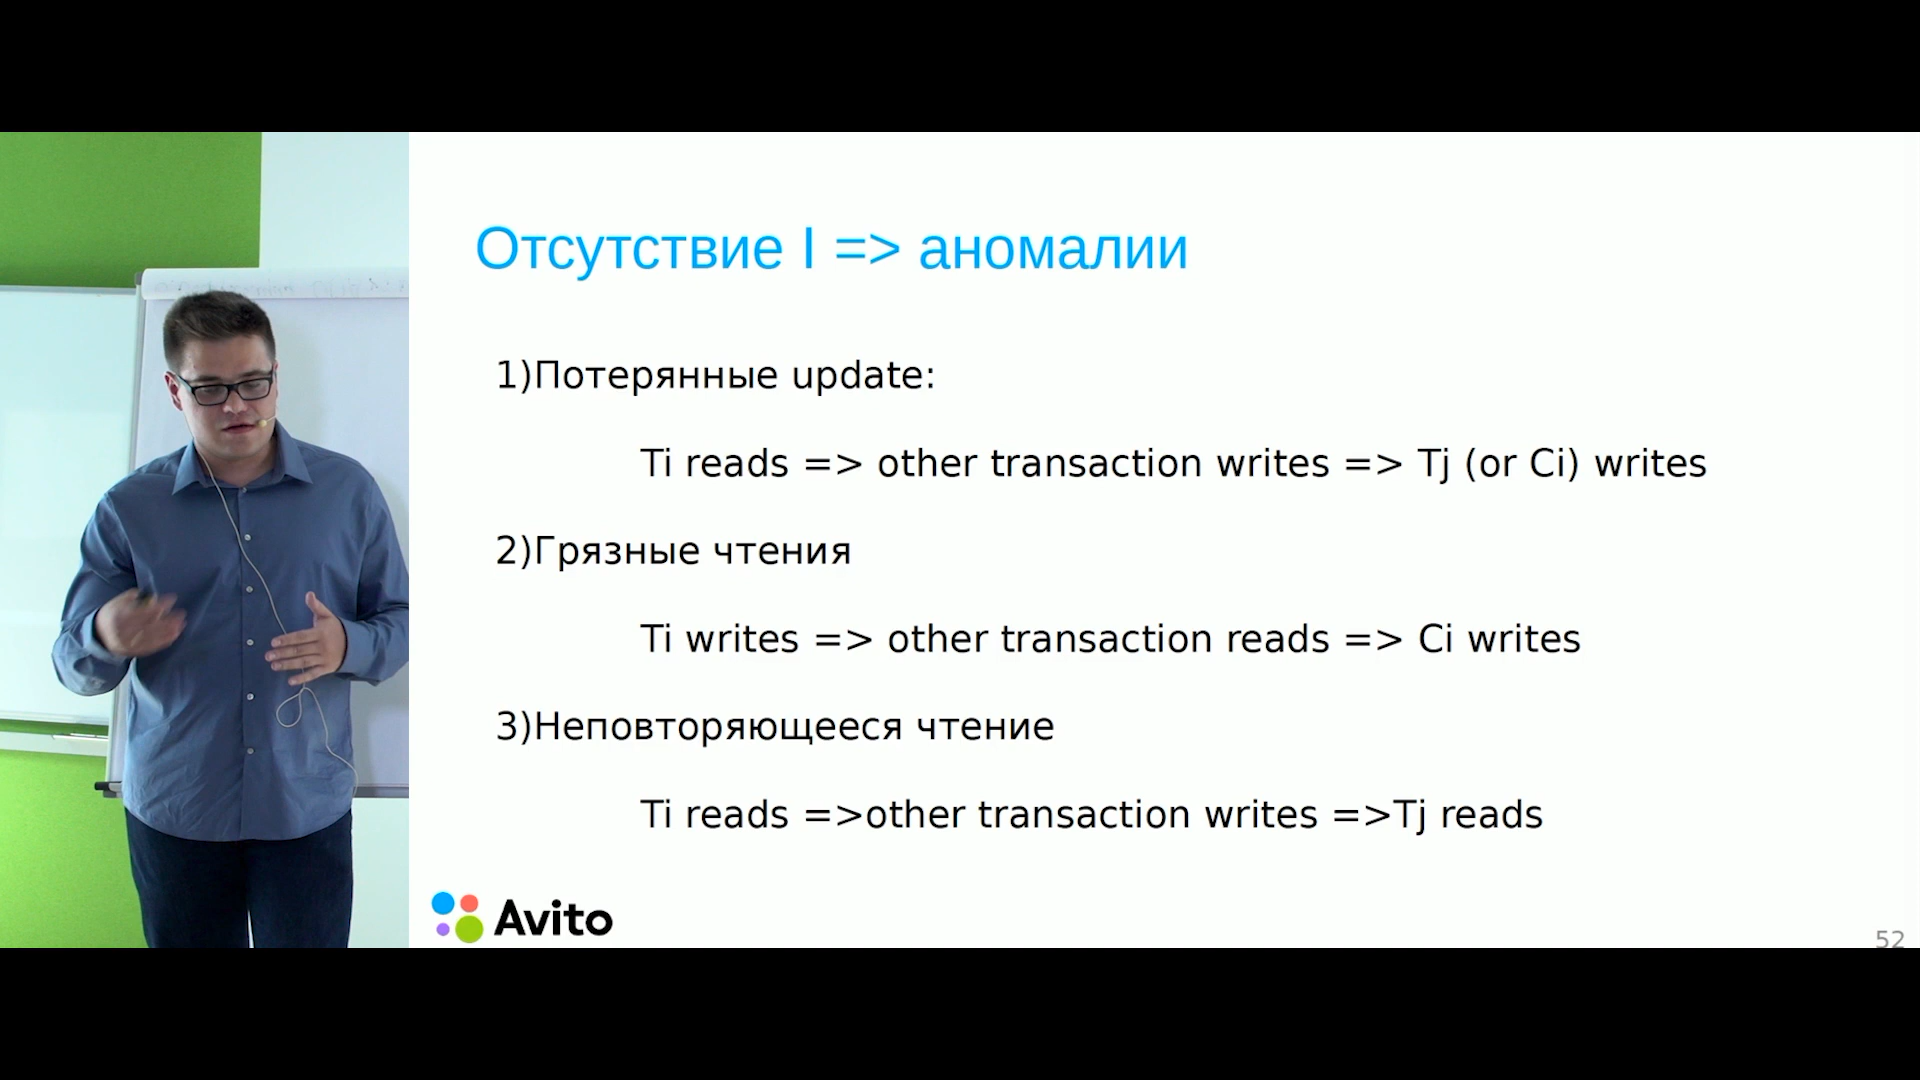 Отсутствие I => аномалии
1)Потерянные update:
Ti reads => other transaction writes => Tj (or Ci) writes
2)Грязные чтения
Ti writes => other transaction reads => Ci writes
3)Неповторяющееся чтение
Ti reads =>other transaction writes =>Tj reads
Avito
52